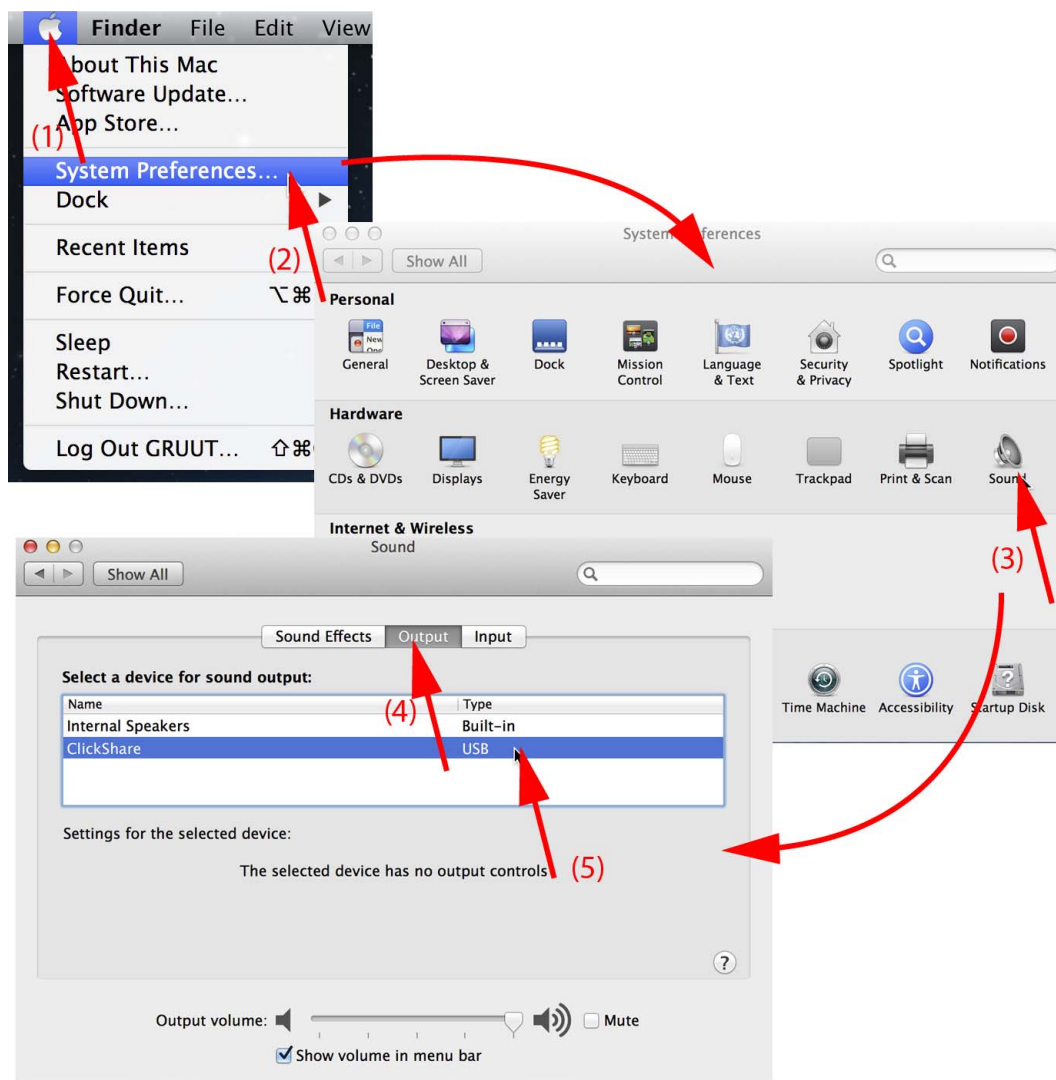 Finder File Edit View
About This Mac
Software Update...
App Store...
(1)
System Preferences...
Dock
Recent Items
(2)
Force Quit... ⌥⌘
Sleep
Restart...
Shut Down...
Log Out GRUUT... ⇧⌘
System Preferences
Show All
Personal
File
New
General
Desktop &
Screen Saver
Dock
Mission
Control
Language
& Text
Security
& Privacy
Spotlight
Notifications
Hardware
CDs & DVDs
Displays
Energy
Saver
Keyboard
Mouse
Trackpad
Print & Scan
Sound
Internet & Wireless
(3)
Time Machine
Accessibility
Startup Disk
Sound
Show All
Sound Effects Output Input
Select a device for sound output:
Name Type
(4)
Internal Speakers Built-in
ClickShare USB
Settings for the selected device:
The selected device has no output controls
(5)
?
Output volume: Mute
Show volume in menu bar